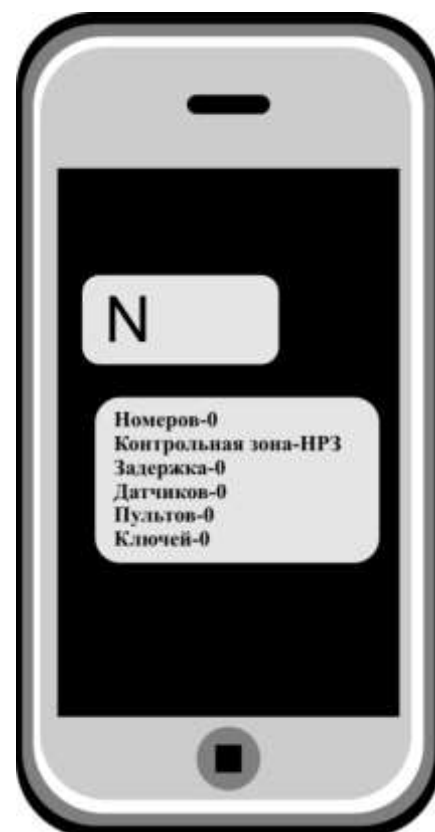 N
Номеров-0
Контрольная зона-НРЗ
Задержка-0
Датчиков-0
Пультов-0
Ключей-0